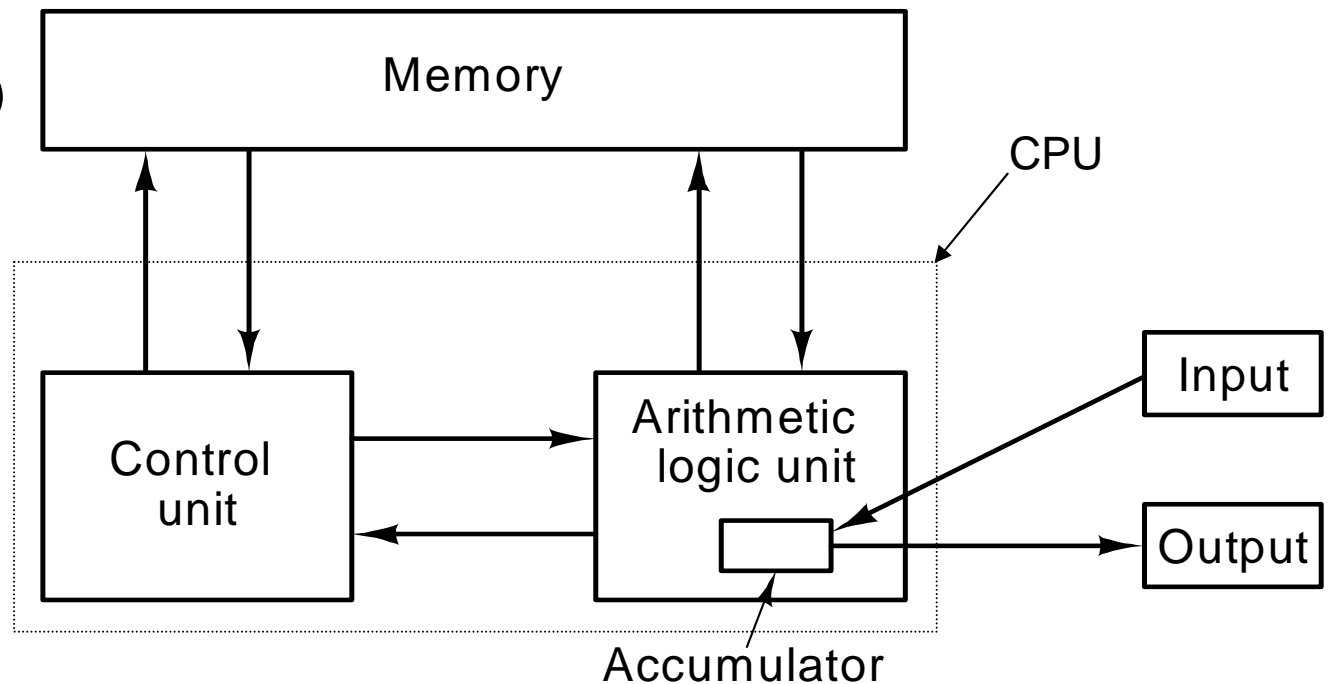 )
Memory
CPU
Control
unit
Arithmetic
logic unit
Input
Output
Accumulator